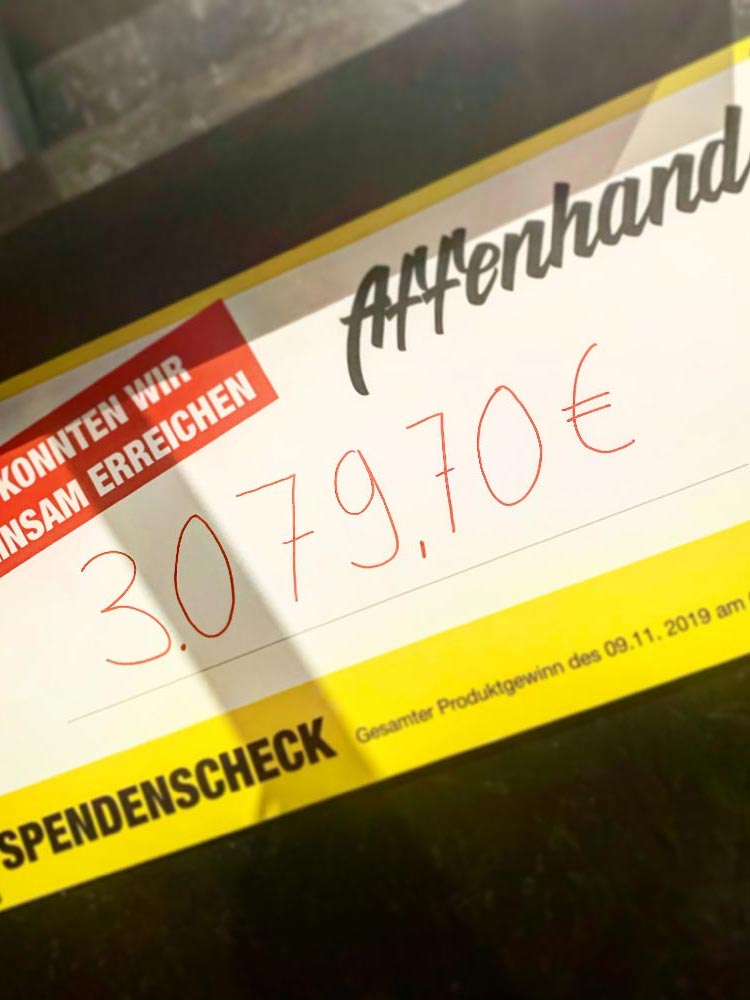 Affenhand
KONNTEN WIR
INSAM ERREICHEN
3.079,70 €
Gesamter Produktgewinn des 09.11. 2019 am
SPENDENSCHECK